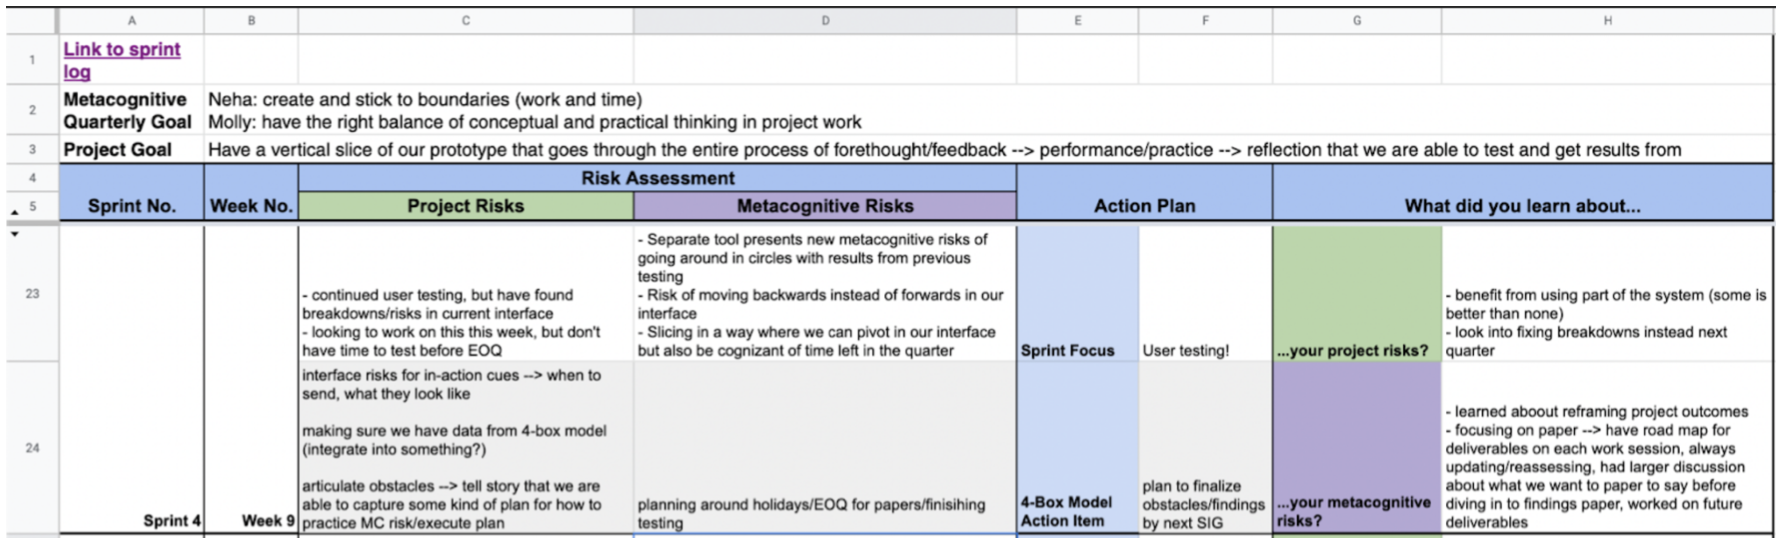 A B C D E F G H
1 Link to sprint
log
2 Metacognitive
Quarterly Goal
Neha: create and stick to boundaries (work and time)
Molly: have the right balance of conceptual and practical thinking in project work
3 Project Goal Have a vertical slice of our prototype that goes through the entire process of forethought/feedback --> performance/practice --> reflection that we are able to test and get results from
4 Risk Assessment
5 Sprint No. Week No. Project Risks Metacognitive Risks Action Plan What did you learn about...
23
- continued user testing, but have found
breakdowns/risks in current interface
- looking to work on this this week, but don't
have time to test before EOQ
- Separate tool presents new metacognitive risks of
going around in circles with results from previous
testing
- Risk of moving backwards instead of forwards in our
interface
- Slicing in a way where we can pivot in our interface
but also be cognizant of time left in the quarter
Sprint Focus
User testing!
...your project risks?
- benefit from using part of the system (some is
better than none)
- look into fixing breakdowns instead next
quarter
24
Sprint 4
Week 9
interface risks for in-action cues --> when to
send, what they look like
making sure we have data from 4-box model
(integrate into something?)
articulate obstacles --> tell story that we are
able to capture some kind of plan for how to
practice MC risk/execute plan
planning around holidays/EOQ for papers/finisihing
testing
4-Box Model
Action Item
plan to finalize
obstacles/findings
by next SIG
...your metacognitive
risks?
- learned aboout reframing project outcomes
- focusing on paper --> have road map for
deliverables on each work session, always
updating/reassessing, had larger discussion
about what we want to paper to say before
diving in to findings paper, worked on future
deliverables